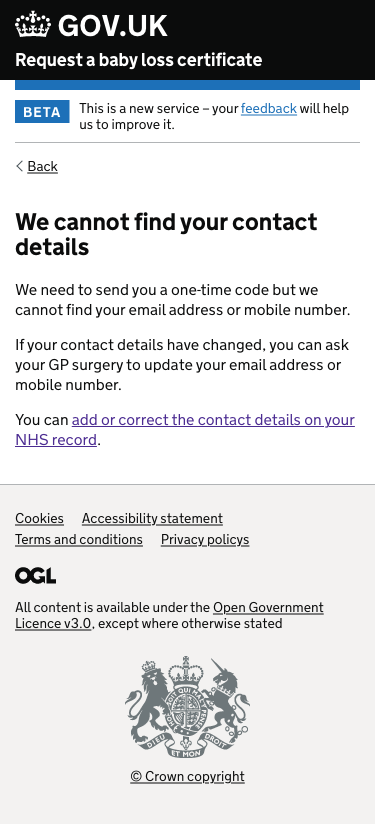 GOV.UK
Request a baby loss certificate
BETA
This is a new service – your feedback will help
us to improve it.
Back
We cannot find your contact
details
We need to send you a one-time code but we
cannot find your email address or mobile number.
If your contact details have changed, you can ask
your GP surgery to update your email address or
mobile number.
You can add or correct the contact details on your
NHS record.
Cookies Accessibility statement
Terms and conditions Privacy policys
OGL
All content is available under the Open Government
Licence v3.0, except where otherwise stated
DIEU ET MON DROIT
© Crown copyright